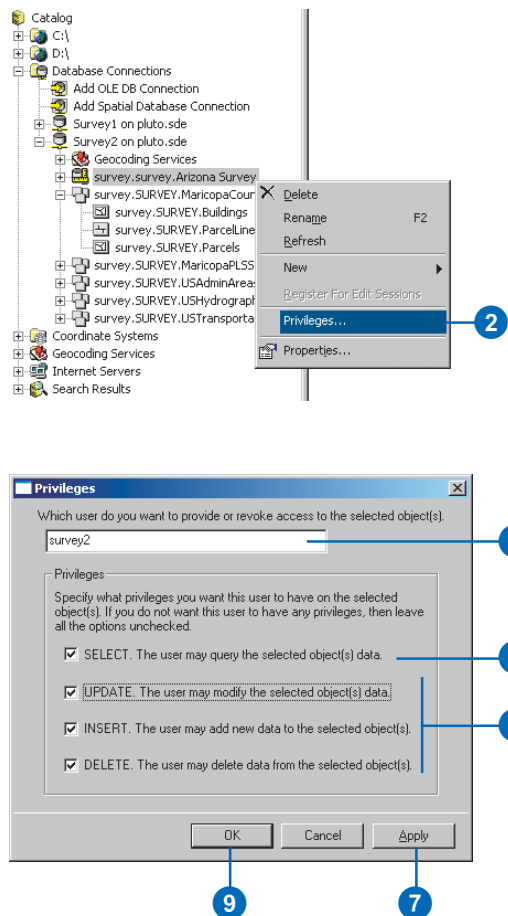 Catalog
C:\
D:\
Database Connections
Add OLE DB Connection
Add Spatial Database Connection
Survey1 on pluto.sde
Survey2 on pluto.sde
Geocoding Services
survey.survey.Arizona Survey
survey.SURVEY.MaricopaCour
survey.SURVEY.Buildings
survey.SURVEY.ParcelLine
survey.SURVEY.Parcels
survey.SURVEY.MaricopaPLSS
survey.SURVEY.USAdminArea
survey.SURVEY.USHydrograph
survey.SURVEY.USTransporta
Coordinate Systems
Geocoding Services
Internet Servers
Search Results
Delete
Rename F2
Refresh
New
Register For Edit Sessions
Privileges...
Properties...
2
Privileges
Which user do you want to provide or revoke access to the selected object(s).
survey2
Privileges
Specify what privileges you want this user to have on the selected
object(s). If you do not want this user to have any privileges, then leave
all the options unchecked.
SELECT. The user may query the selected object(s) data.
UPDATE. The user may modify the selected object(s) data.
INSERT. The user may add new data to the selected object(s).
DELETE. The user may delete data from the selected object(s).
OK Cancel Apply
9 7